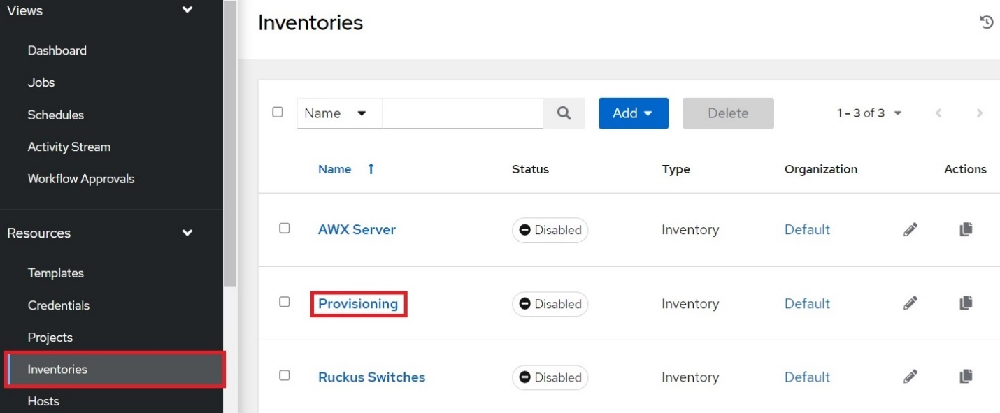 Views
Dashboard
Jobs
Schedules
Activity Stream
Workflow Approvals
Resources
Templates
Credentials
Projects
Inventories
Hosts
Inventories
Name Add Delete 1 - 3 of 3
Name Status Type Organization Actions
AWX Server Disabled Inventory Default
Provisioning Disabled Inventory Default
Ruckus Switches Disabled Inventory Default